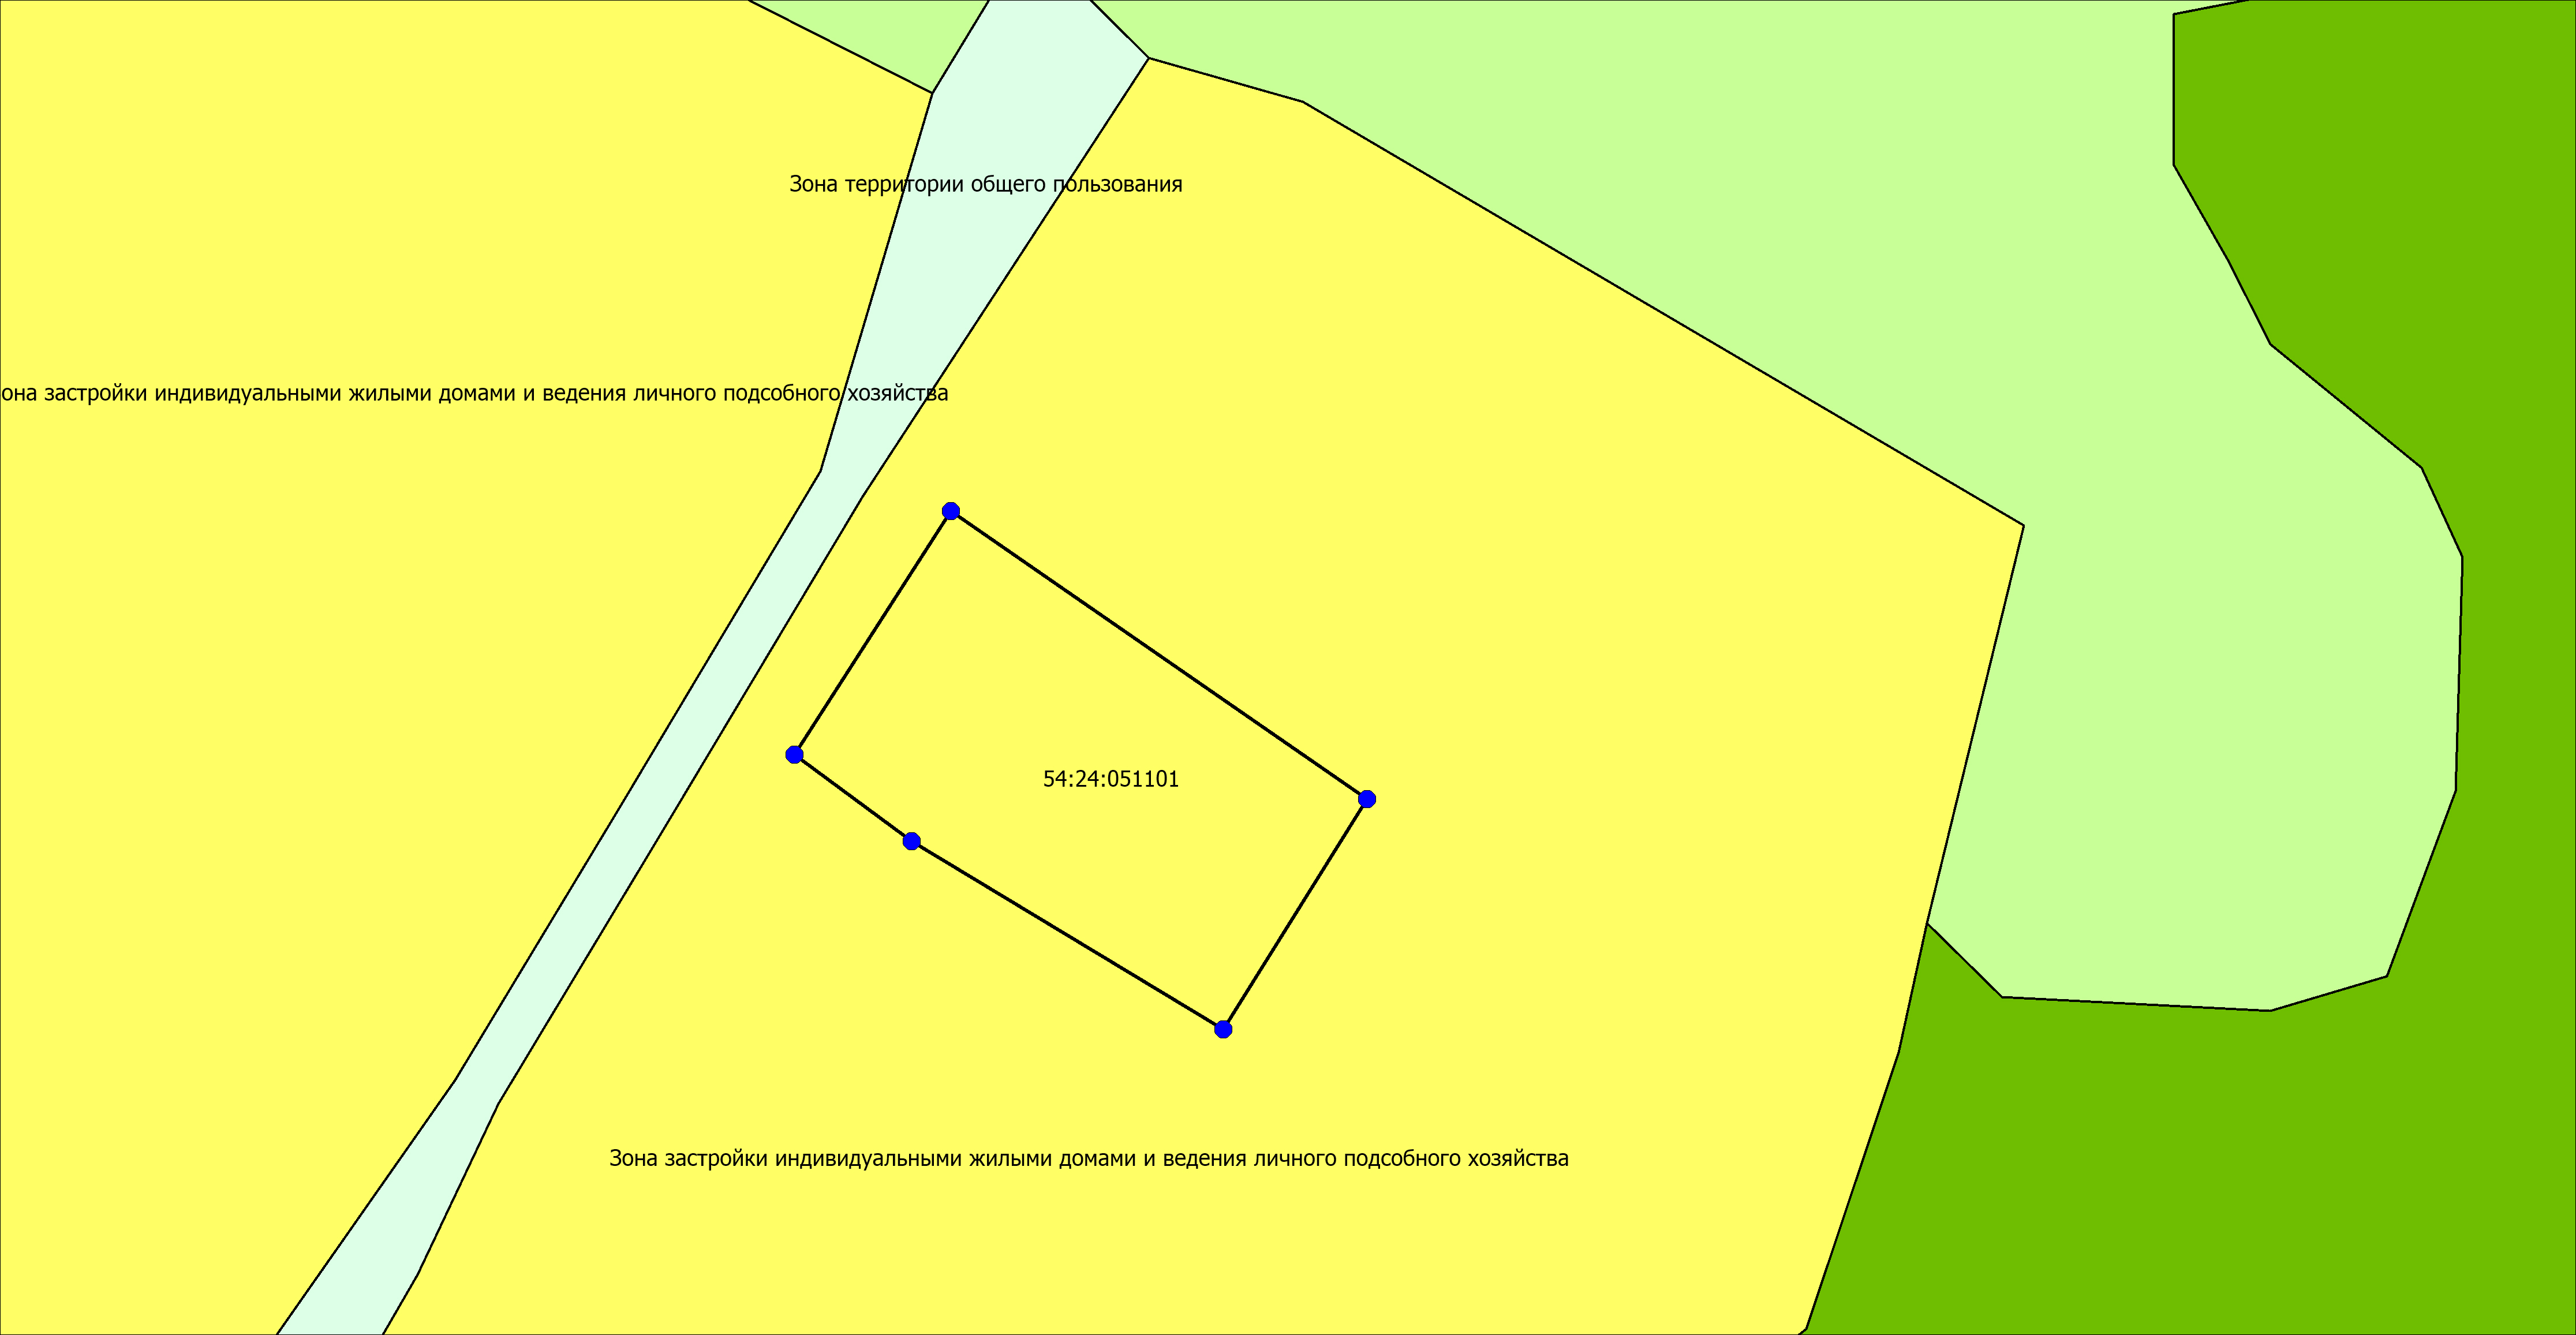 Зона территории общего пользования
она застройки индивидуальными жилыми домами и ведения личного подсобного хозяйства
54:24:051101
Зона застройки индивидуальными жилыми домами и ведения личного подсобного хозяйства